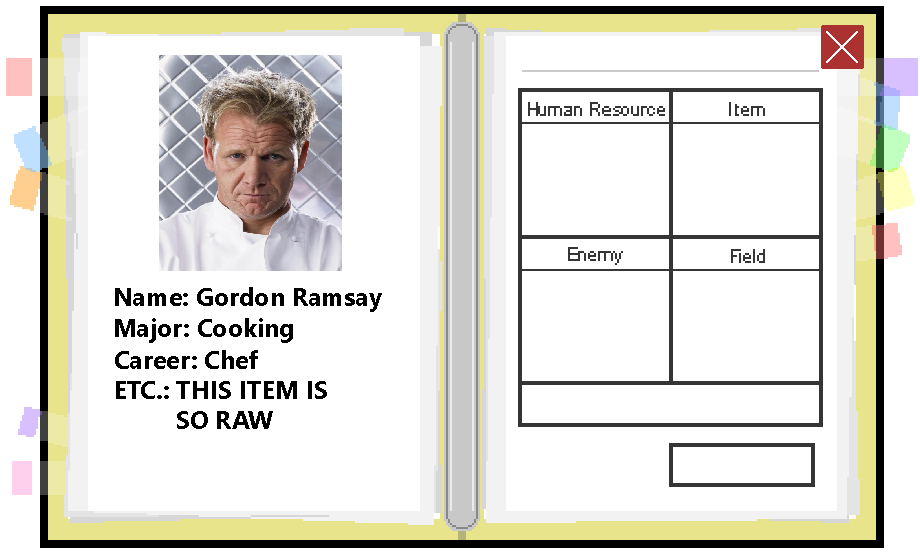 Name: Gordon Ramsay
Major: Cooking
Career: Chef
ETC.: THIS ITEM IS
SO RAW
Human Resource
Item
Enemy
Field